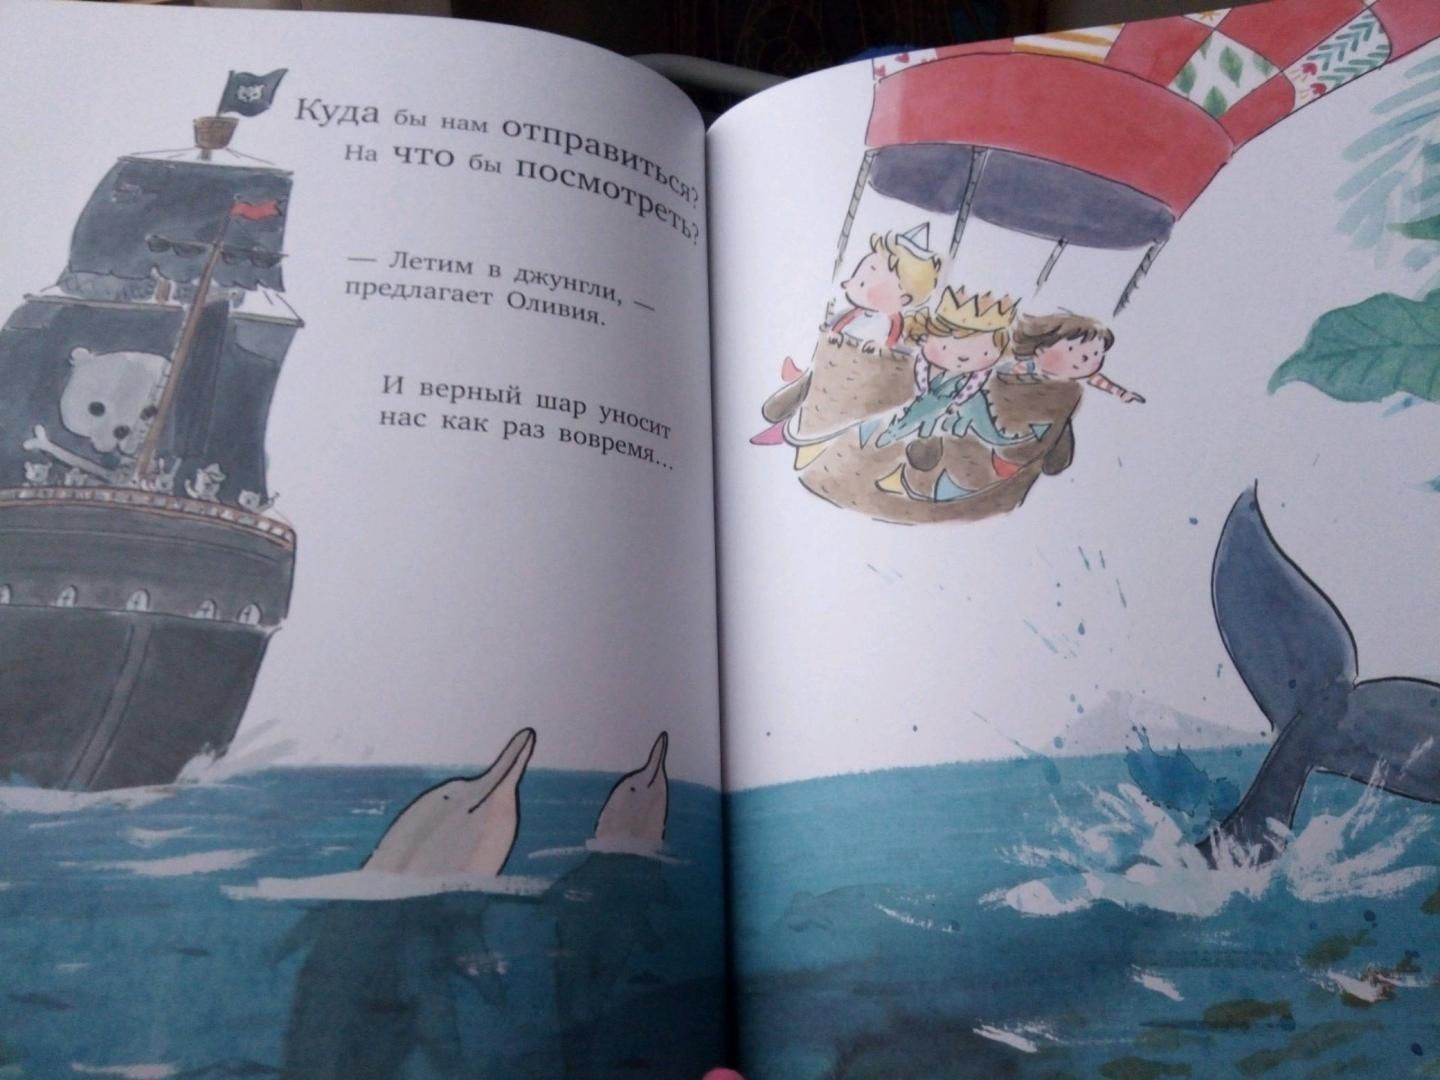 Куда бы нам отправиться?
На что бы посмотреть?
— Летим в джунгли, —
предлагает Оливия.
И верный шар уносит
нас как раз вовремя...